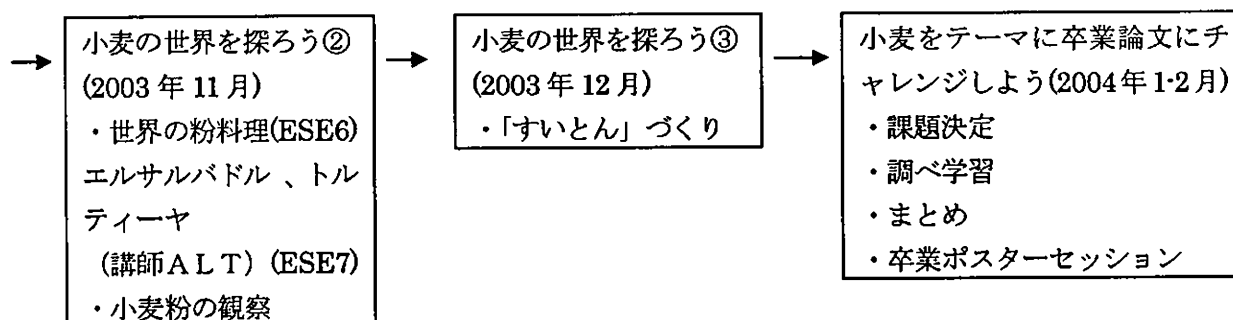 小麦の世界を探ろう②
(2003年11月)
・世界の粉料理(ESE6)
エルサルバドル 、トル
ティーヤ
(講師ALT) (ESE7)
・小麦粉の観察
小麦の世界を探ろう③
(2003年12月)
・「すいとん」づくり
小麦をテーマに卒業論文にチ
ャレンジしよう(2004年1·2月)
・課題決定
・調べ学習
・まとめ
・卒業ポスターセッション